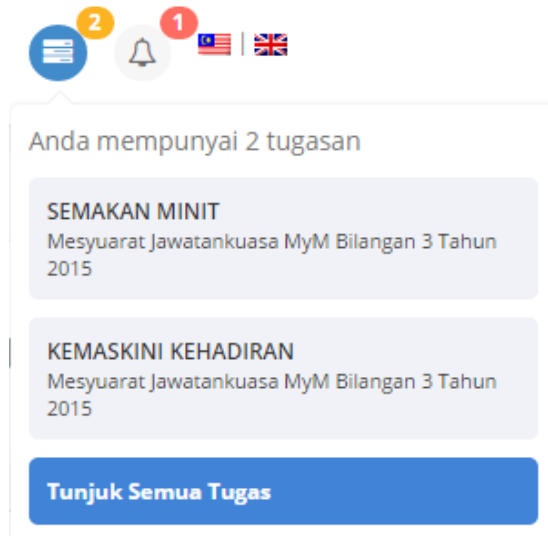 2
1
|
Anda mempunyai 2 tugasan
SEMAKAN MINIT
Mesyuarat Jawatankuasa MyM Bilangan 3 Tahun
2015
KEMASKINI KEHADIRAN
Mesyuarat Jawatankuasa MyM Bilangan 3 Tahun
2015
Tunjuk Semua Tugas